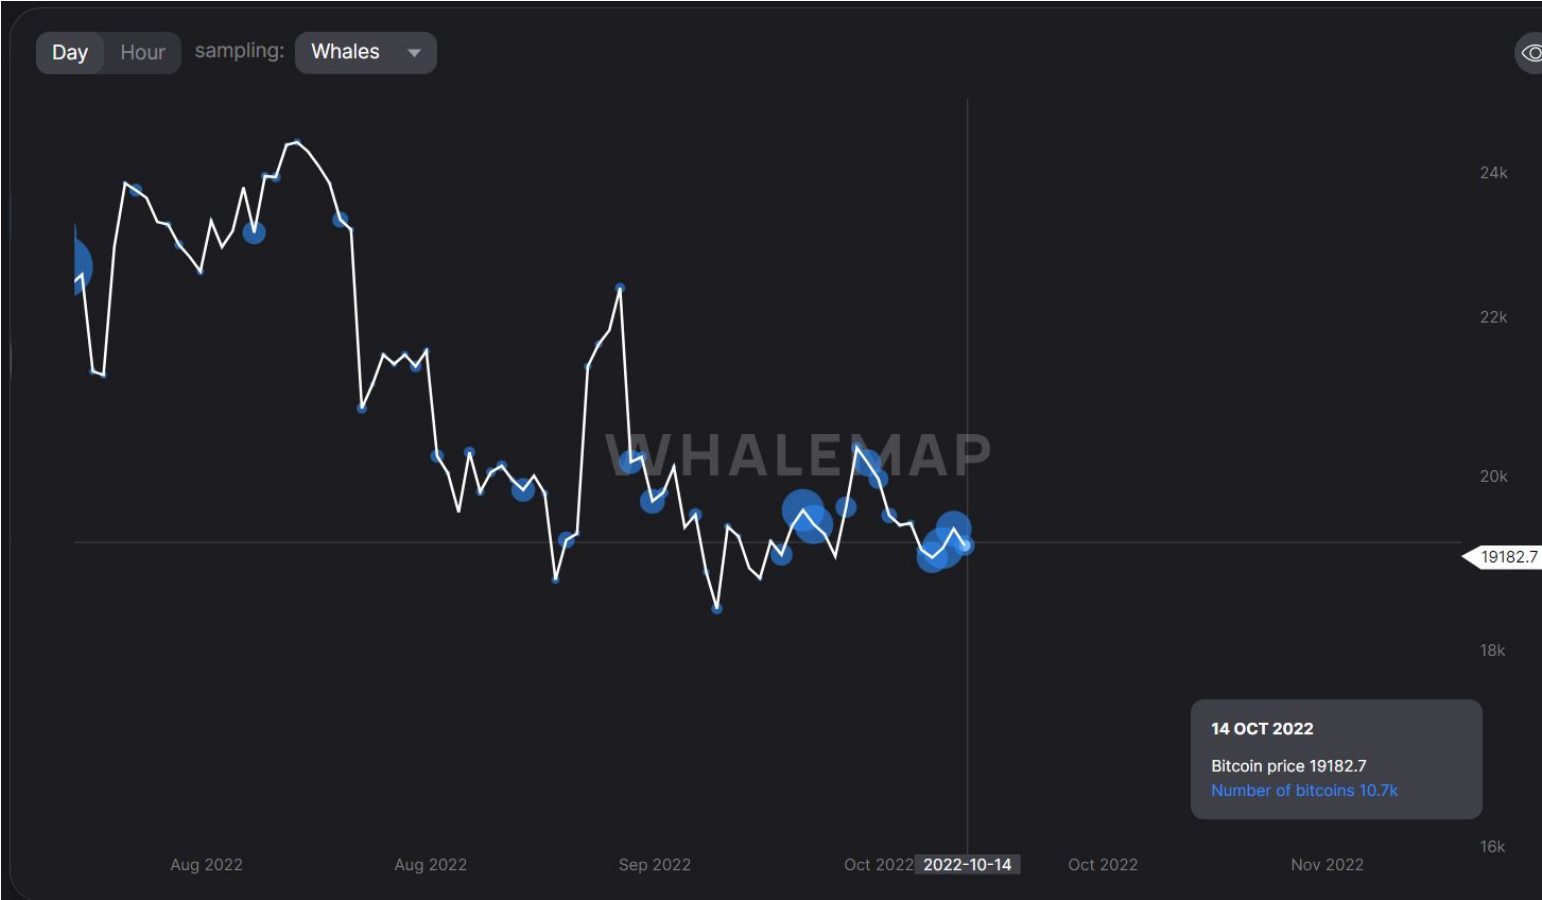 Day Hour sampling: Whales
24k
22k
WHALEMAP
20k
19182.7
18k
14 OCT 2022
Bitcoin price 19182.7
Number of bitcoins 10.7k
16k
Aug 2022 Aug 2022 Sep 2022 Oct 2022 2022-10-14 Oct 2022 Nov 2022